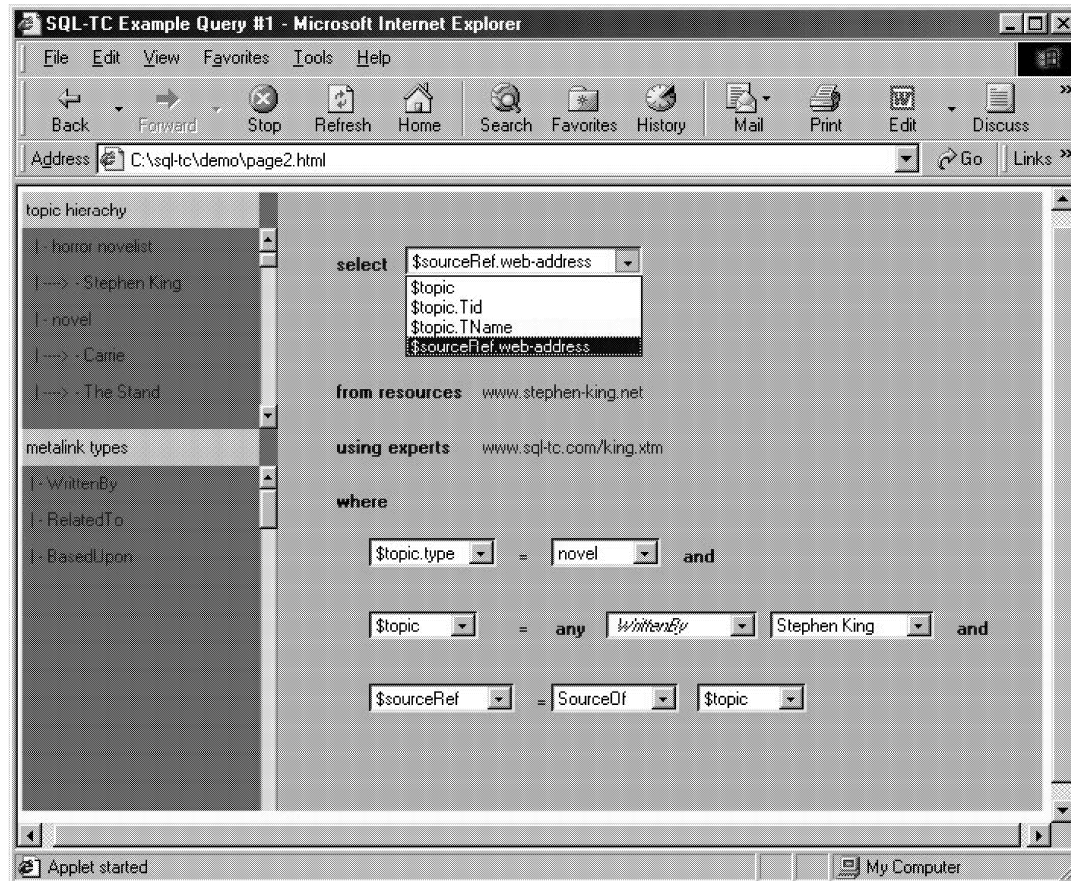 SQL-TC Example Query #1 - Microsoft Internet Explorer
File Edit View Favorites Tools Help
Back Forward Stop Refresh Home Search Favorites History Mail Print Edit Discuss »
Address C:\sql-tc\demo\page2.html Go Links »
topic hierachy
|- horror novelist
|----> - Stephen King
|- novel
|----> - Carrie
|----> - The Stand
metalink types
|- WrittenBy
|- RelatedTo
|- BasedUpon
select $sourceRef.web-address
$topic
$topic.Tid
$topic.TName
$sourceRef.web-address
from resources www.stephen-king.net
using experts www.sql-tc.com/king.xtm
where
$topic.type = novel and
$topic = any WrittenBy Stephen King and
$sourceRef = SourceOf $topic
Applet started My Computer